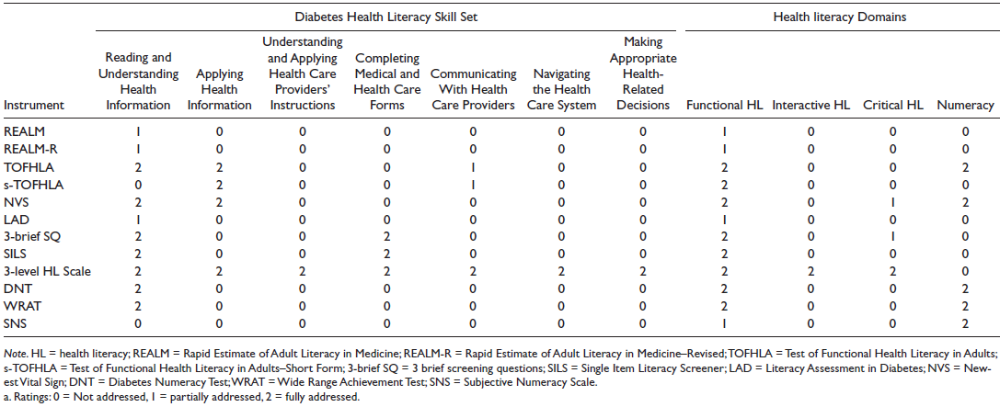 Diabetes Health Literacy Skill Set Health literacy Domains
Instrument Reading and Understanding Health Information Applying Health Information Understanding and Applying Health Care Providers’ Instructions Completing Medical and Health Care Forms Communicating With Health Care Providers Navigating the Health Care System Making Appropriate Health-Related Decisions Functional HL Interactive HL Critical HL Numeracy
REALM 1 0 0 0 0 0 0 1 0 0 0
REALM-R 1 0 0 0 0 0 0 1 0 0 0
TOFHLA 2 2 0 0 1 0 0 2 0 0 2
s-TOFHLA 0 2 0 0 1 0 0 2 0 0 0
NVS 2 2 0 0 0 0 0 2 0 1 2
LAD 1 0 0 0 0 0 0 1 0 0 0
3-brief SQ 2 0 0 2 0 0 0 2 0 1 0
SILS 2 0 0 2 0 0 0 2 0 0 0
3-level HL Scale 2 2 2 2 2 2 2 2 2 2 0
DNT 2 0 0 0 0 0 0 2 0 0 2
WRAT 2 0 0 0 0 0 0 2 0 0 2
SNS 0 0 0 0 0 0 0 1 0 0 2
Note. HL = health literacy; REALM = Rapid Estimate of Adult Literacy in Medicine; REALM-R = Rapid Estimate of Adult Literacy in Medicine–Revised; TOFHLA = Test of Functional Health Literacy in Adults;
s-TOFHLA = Test of Functional Health Literacy in Adults–Short Form; 3-brief SQ = 3 brief screening questions; SILS = Single Item Literacy Screener; LAD = Literacy Assessment in Diabetes; NVS = New-
est Vital Sign; DNT = Diabetes Numeracy Test; WRAT = Wide Range Achievement Test; SNS = Subjective Numeracy Scale.
a. Ratings: 0 = Not addressed, 1 = partially addressed, 2 = fully addressed.